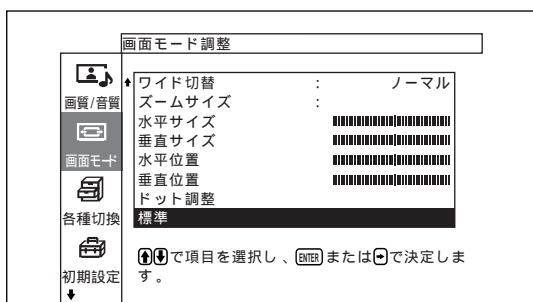 画面モード調整
画質/音質
画面モード
各種切換
初期設定
ワイド切替 : ノーマル
ズームサイズ :
水平サイズ
垂直サイズ
水平位置
垂直位置
ドット調整
標準
で項目を選択し、ENTERまたはで決定しま
す。